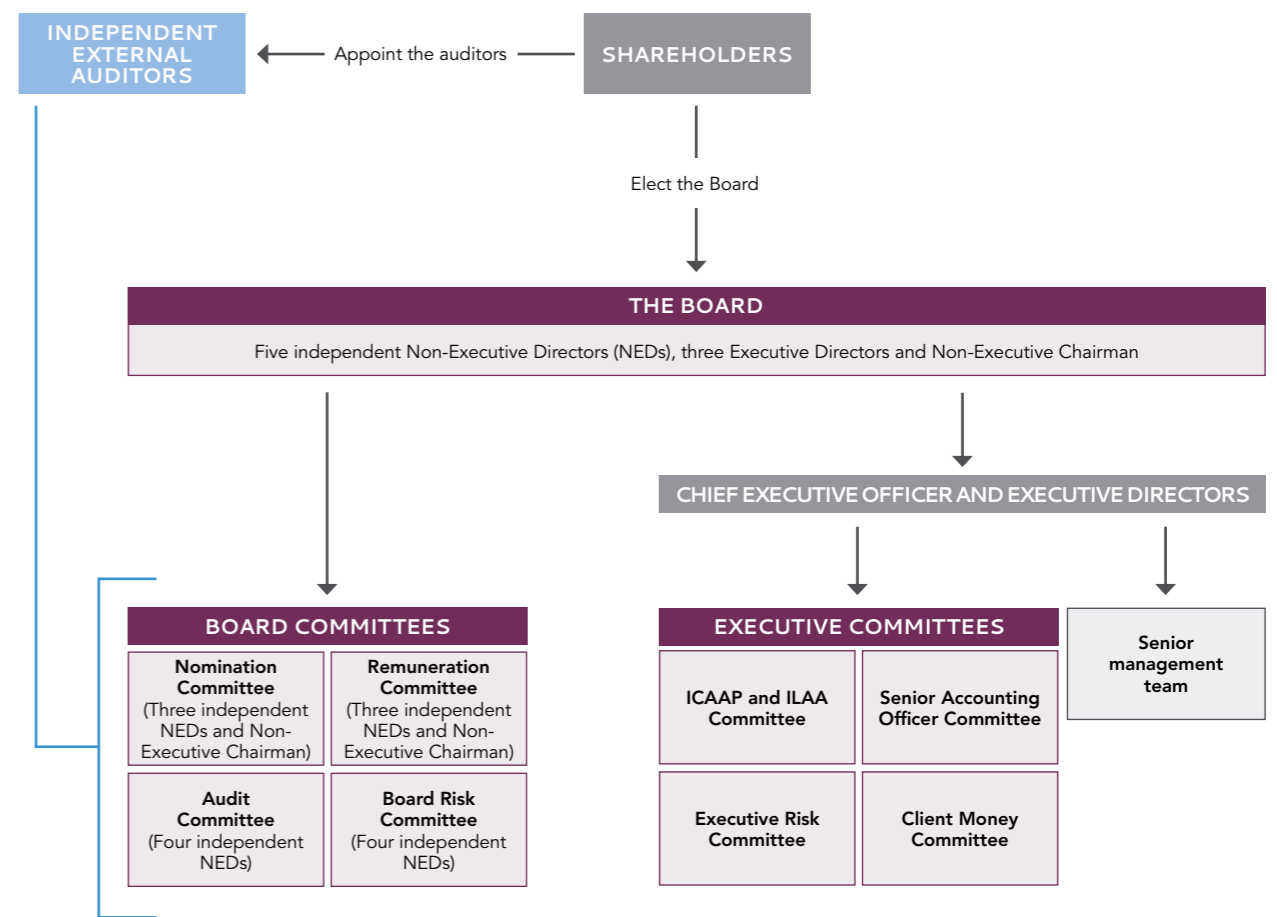 INDEPENDENT
EXTERNAL
AUDITORS
Appoint the auditors
SHAREHOLDERS
Elect the Board
THE BOARD
Five independent Non-Executive Directors (NEDs), three Executive Directors and Non-Executive Chairman
CHIEF EXECUTIVE OFFICER AND EXECUTIVE DIRECTORS
BOARD COMMITTEES
Nomination
Committee
(Three independent
NEDs and Non-
Executive Chairman)
Remuneration
Committee
(Three independent
NEDs and Non-
Executive Chairman)
Audit
Committee
(Four independent
NEDs)
Board Risk
Committee
(Four independent
NEDs)
EXECUTIVE COMMITTEES
ICAAP and ILAA
Committee
Senior Accounting
Officer Committee
Executive Risk
Committee
Client Money
Committee
Senior
management
team